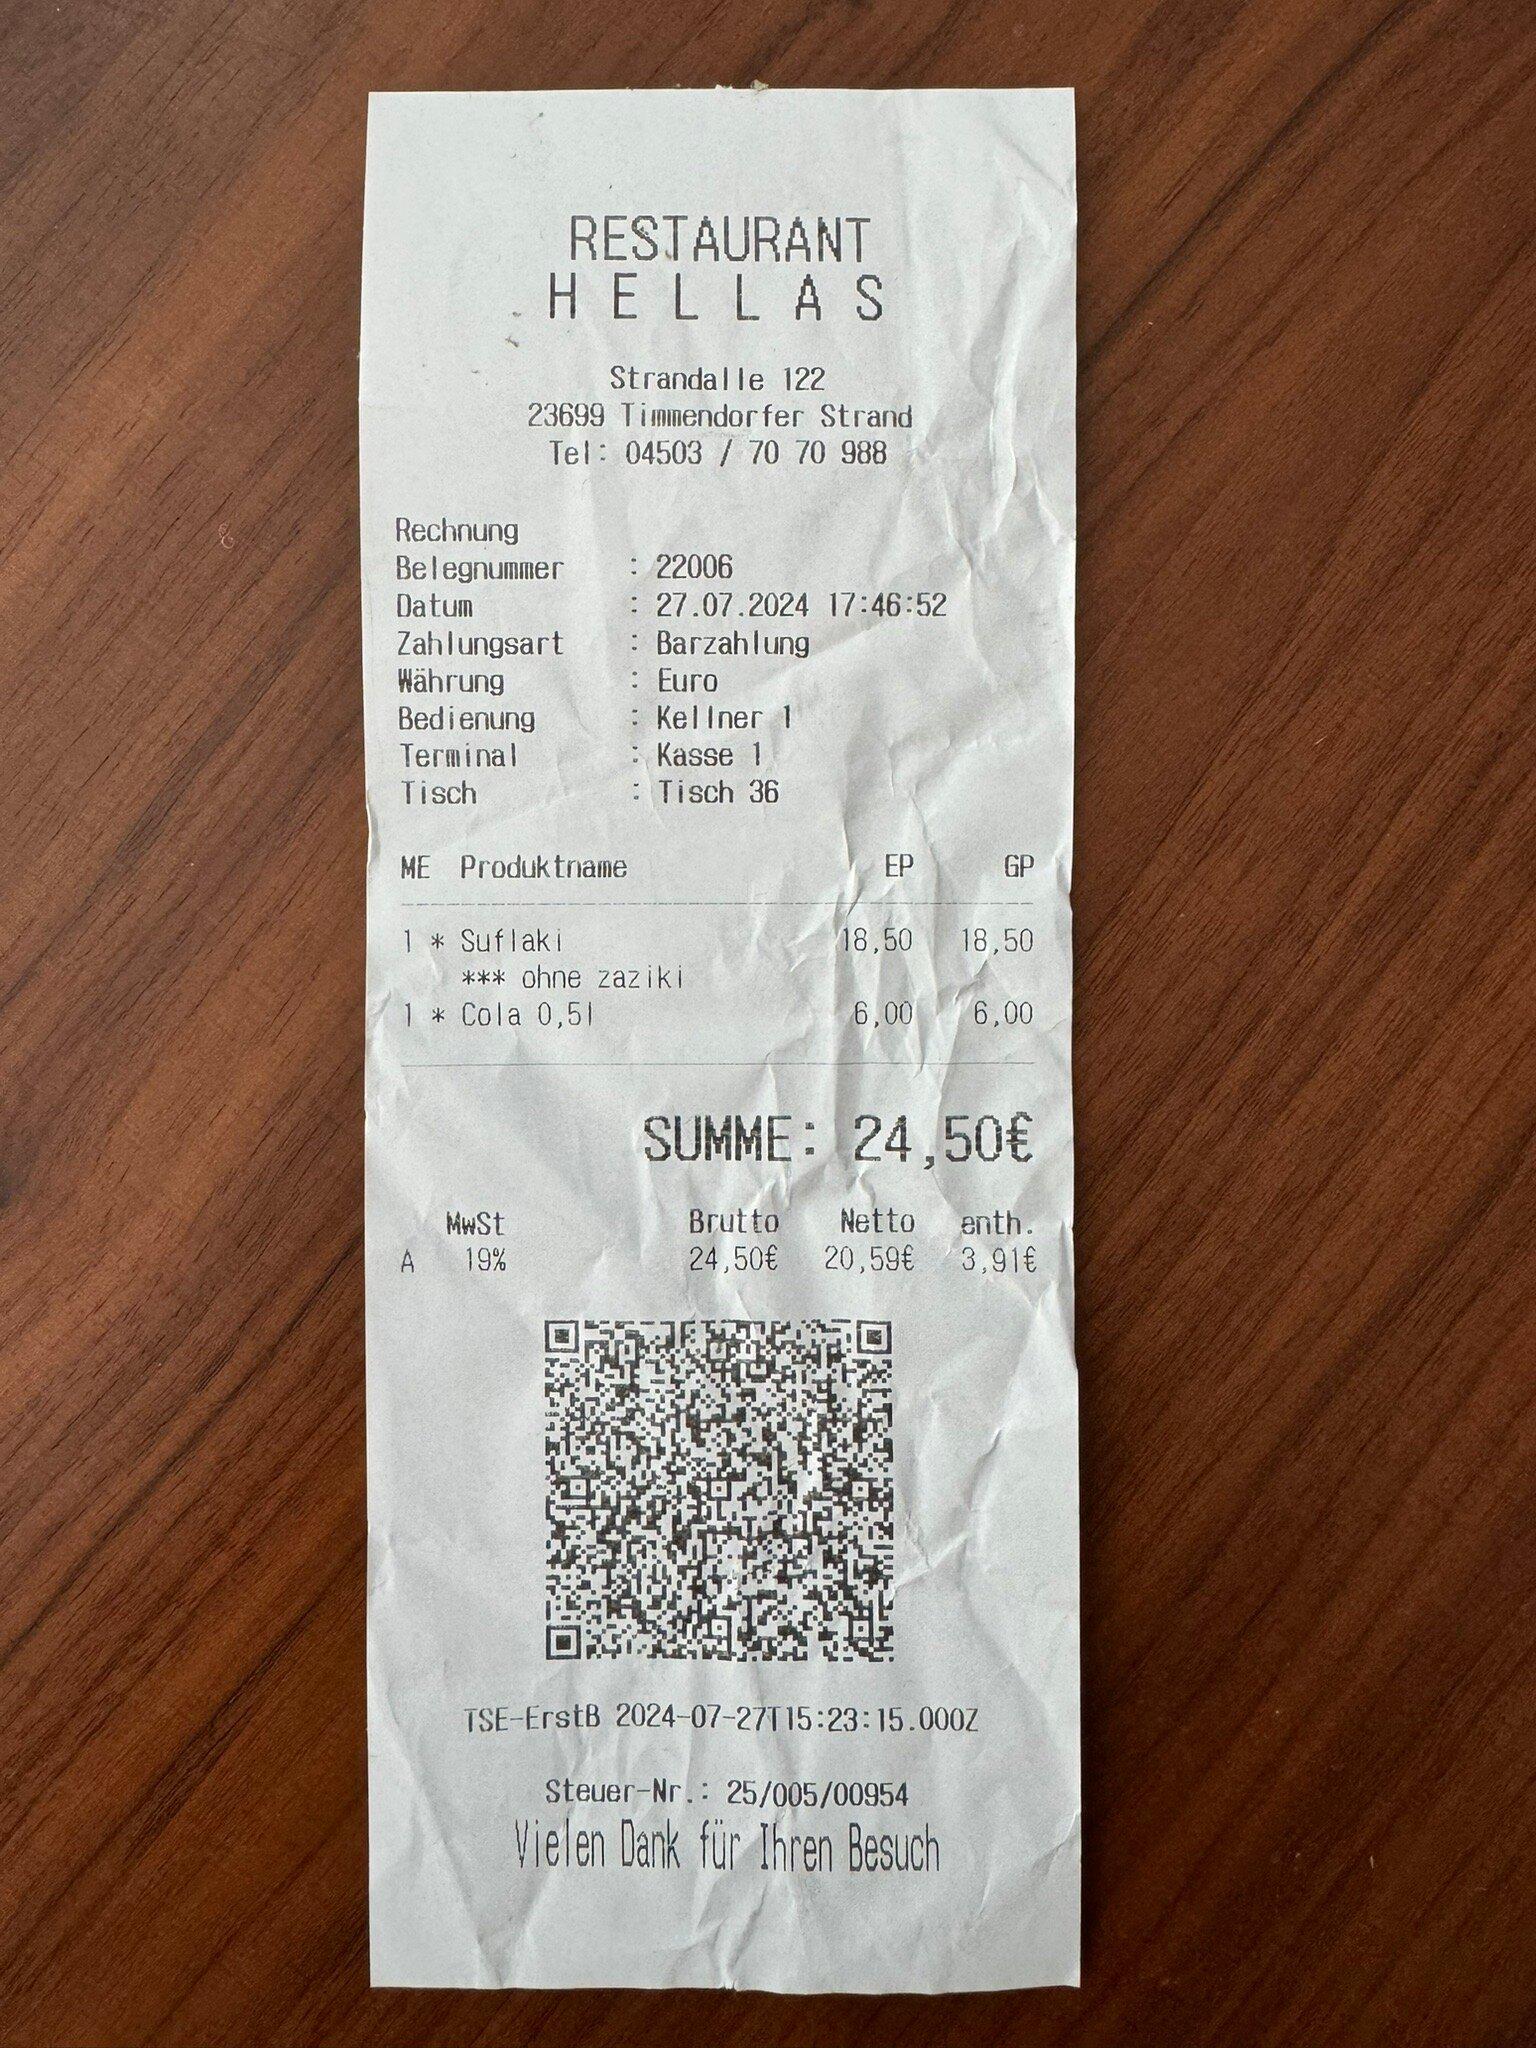 RESTAURANT
HELLAS
Strandalle 122
23699 Timmendorfer Strand
Tel: 04503 / 70 70 988
Rechnung
Belegnummer : 22006
Datum : 27.07.2024 17:46:52
Zahlungsart : Barzahlung
Währung : Euro
Bedienung : Kellner 1
Terminal : Kasse 1
Tisch : Tisch 36
ME Produktname EP GP
1 * Suflaki 18,50 18,50
*** ohne zaziki
1 * Cola 0,5l 6,00 6,00
SUMME: 24,50€
MwSt Brutto Netto enth.
A 19% 24,50€ 20,59€ 3,91€
TSE-ErstB 2024-07-27T15:23:15.000Z
Steuer-Nr.: 25/005/00954
Vielen Dank für Ihren Besuch